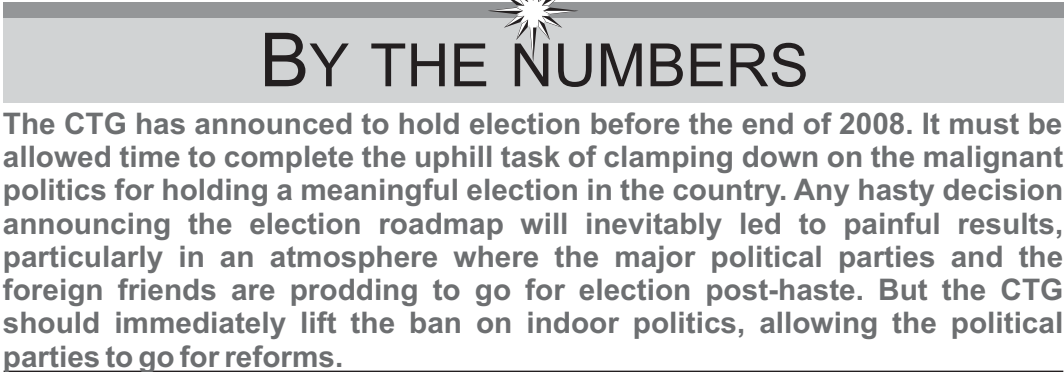 BY THE NUMBERS
The CTG has announced to hold election before the end of 2008. It must be
allowed time to complete the uphill task of clamping down on the malignant
politics for holding a meaningful election in the country. Any hasty decision
announcing the election roadmap will inevitably led to painful results,
particularly in an atmosphere where the major political parties and the
foreign friends are prodding to go for election post-haste. But the CTG
should immediately lift the ban on indoor politics, allowing the political
parties to go for reforms.